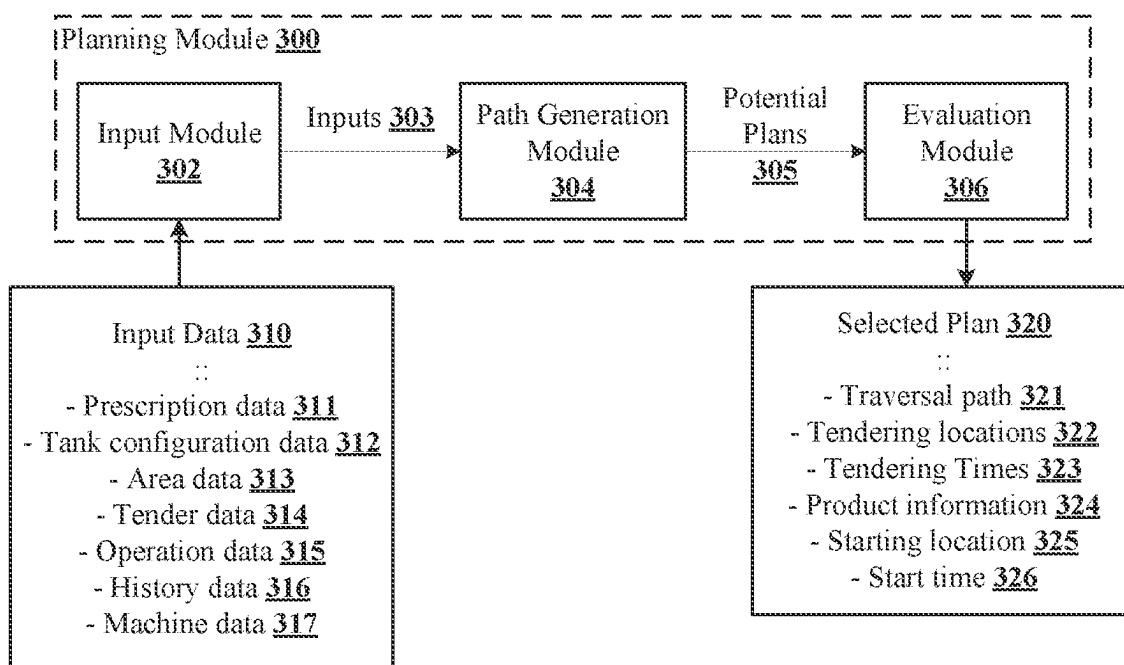 Planning Module 300
Input Module
302
Inputs 303
Path Generation
Module
304
Potential
Plans
305
Evaluation
Module
306
Input Data 310
::
- Prescription data 311
- Tank configuration data 312
- Area data 313
- Tender data 314
- Operation data 315
- History data 316
- Machine data 317
Selected Plan 320
::
- Traversal path 321
- Tendering locations 322
- Tendering Times 323
- Product information 324
- Starting location 325
- Start time 326